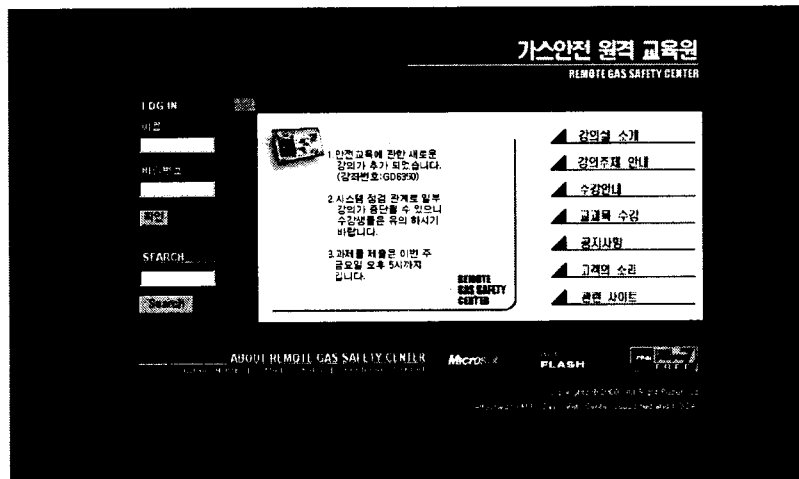 가스안전 원격 교육원
REMOTE GAS SAFETY CENTER
LOG IN
이름
비밀번호
확인
SEARCH
Search
1. 안전교육에 관한 새로운
강의가 추가 되었습니다.
(강좌번호:GD6350)
2. 시스템 점검 관계로 일부
강의가 중단될 수 있으니
수강생들은 유의 하시기
바랍니다.
3. 과제물 제출은 이번 주
금요일 오후 5시까지
입니다.
REMOTE
GAS SAFETY
CENTER
강의실 소개
강의주제 안내
수강안내
교과목 수강
공지사항
고객의 소리
관련 사이트
ABOUT REMOTE GAS SAFETY CENTER
FLASH
FREE